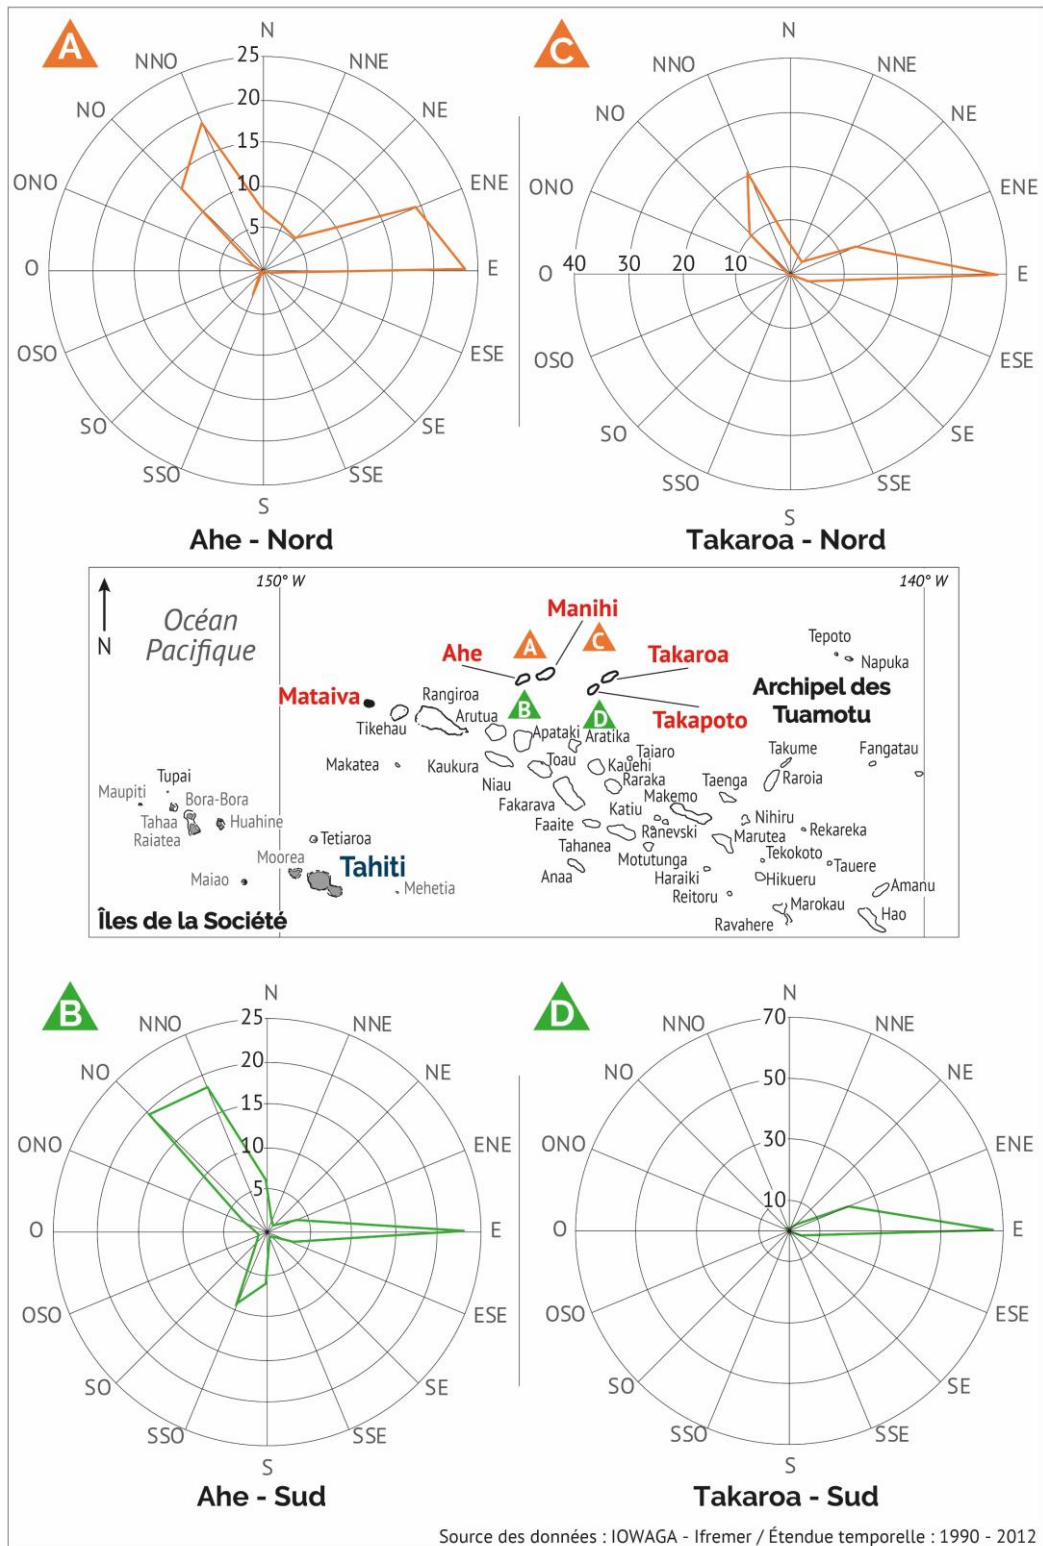 A
N
NNE
NE
ENE
E
ESE
SE
SSE
S
SSO
SO
OSO
O
ONO
NO
NNO
25
20
15
10
5
Ahe - Nord
C
N
NNE
NE
ENE
E
ESE
SE
SSE
S
SSO
SO
OSO
O
ONO
NO
NNO
40 30 20 10
Takaroa - Nord
150° W
140° W
N
Océan
Pacifique
Manihi
A
C
Ahe
Takaroa
Tepoto
Napuka
Mataiva
Rangiroa
B
D
Takapoto
Archipel des
Tuamotu
Tikehau
Arutua
Apataki
Aratika
Makatea
Kaukura
Toau
Kauehi
Taiaro
Takume
Fangatau
Niau
Raraka
Taenga
Raroia
Maupiti
Tupai
Bora-Bora
Fakarava
Katiu
Makemo
Tahaa
Huahine
Raiatea
Faaite
Ranevski
Nihiru
Rekareka
Tetiaroa
Tahanea
Marutea
Moorea
Tahiti
Motutunga
Tekokoto
Tauere
Maiao
Mehetia
Anaa
Haraiki
Hikueru
Amanu
Reitoru
Marokau
Îles de la Société
Ravahere
Hao
B
N
NNE
NE
ENE
E
ESE
SE
SSE
S
SSO
SO
OSO
O
ONO
NO
NNO
25
20
15
10
5
Ahe - Sud
D
N
NNE
NE
ENE
E
ESE
SE
SSE
S
SSO
SO
OSO
O
ONO
NO
NNO
70
50
30
10
Takaroa - Sud
Source des données : IOWAGA - Ifremer / Étendue temporelle : 1990 - 2012